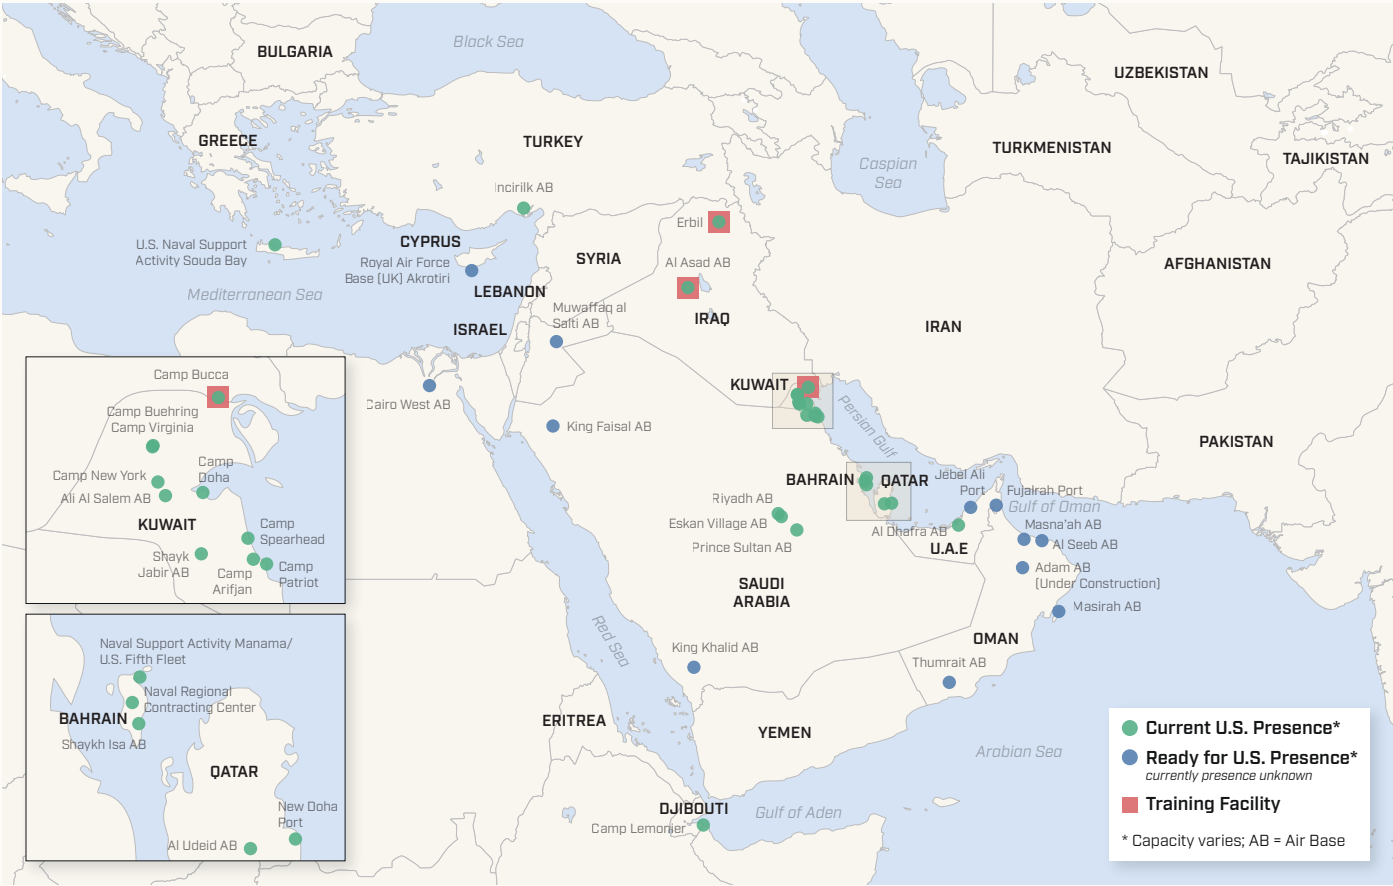 Black Sea
BULGARIA
UZBEKISTAN
GREECE
TURKEY
TURKMENISTAN
TAJIKISTAN
Caspian
Sea
Incirilk AB
Erbil
U.S. Naval Support
Activity Souda Bay
CYPRUS
Royal Air Force
Base [UK] Akrotiri
SYRIA
Al Asad AB
AFGHANISTAN
Mediterranean Sea
LEBANON
Muwaffaq al
Salti AB
ISRAEL
IRAQ
IRAN
KUWAIT
Cairo West AB
King Faisal AB
Persian Gulf
PAKISTAN
BAHRAIN
QATAR
Jebel Ali
Port
Fujalrah Port
Gulf of Oman
Riyadh AB
Eskan Village AB
Prince Sultan AB
Al Dhafra AB
U.A.E
Masna'ah AB
Al Seeb AB
Adam AB
[Under Construction]
Masirah AB
SAUDI
ARABIA
Red Sea
King Khalid AB
OMAN
Thumrait AB
ERITREA
YEMEN
Arabian Sea
DJIBOUTI
Camp Lemonier
Gulf of Aden
Camp Bucca
Camp Buehring
Camp Virginia
Camp New York
Camp
Doha
Ali Al Salem AB
KUWAIT
Camp
Spearhead
Shayk
Jabir AB
Camp
Arifjan
Camp
Patriot
Naval Support Activity Manama/
U.S. Fifth Fleet
Naval Regional
Contracting Center
BAHRAIN
Shaykh Isa AB
QATAR
New Doha
Port
Al Udeid AB
Current U.S. Presence*
Ready for U.S. Presence*
currently presence unknown
Training Facility
* Capacity varies; AB = Air Base